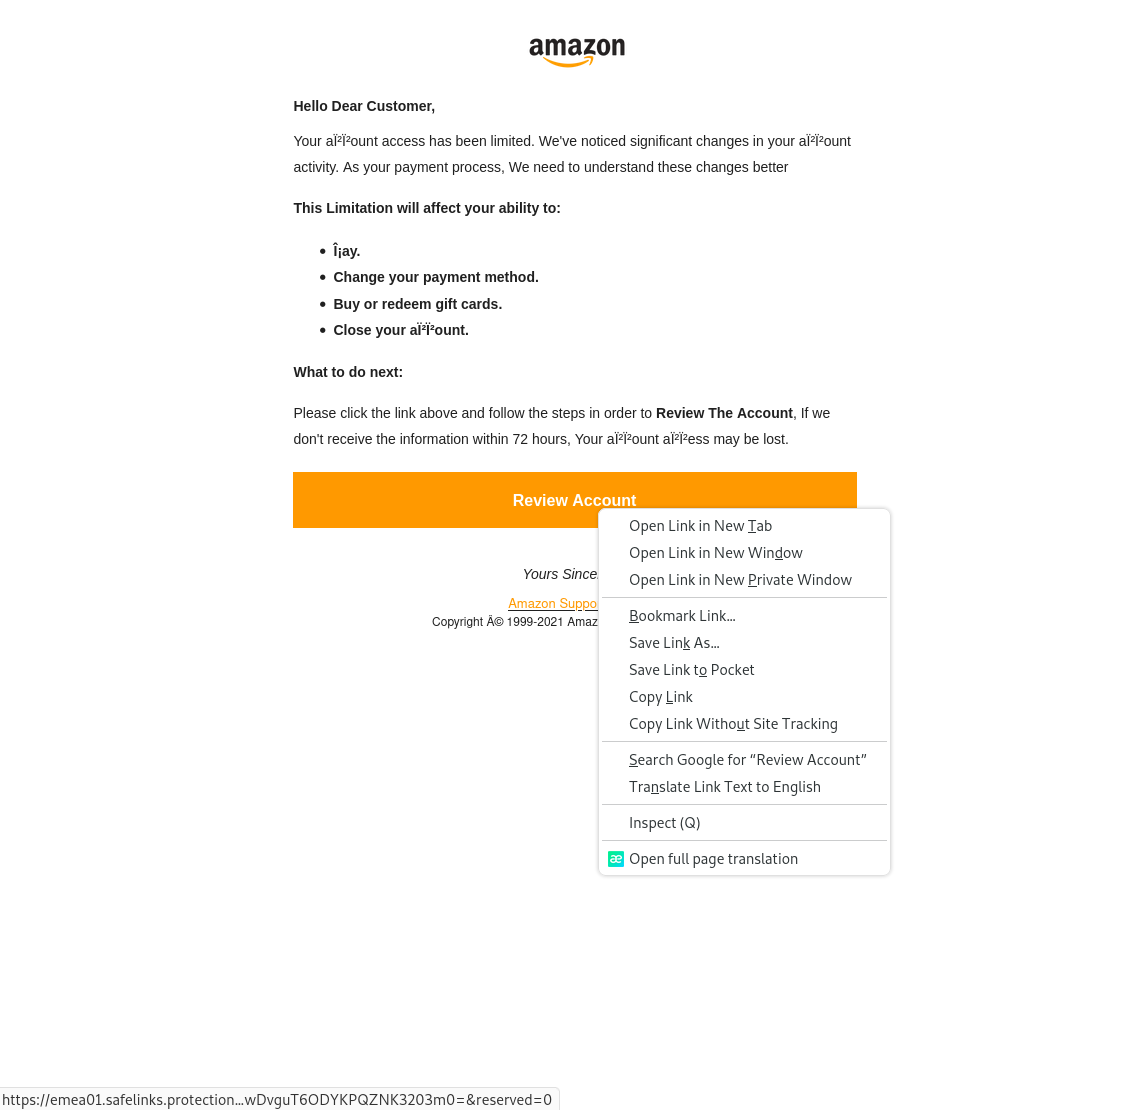 amazon
Hello Dear Customer,
Your aÏ²Ï²ount access has been limited. We've noticed significant changes in your aÏ²Ï²ount
activity. As your payment process, We need to understand these changes better
This Limitation will affect your ability to:
• Î¡ay.
• Change your payment method.
• Buy or redeem gift cards.
• Close your aÏ²Ï²ount.
What to do next:
Please click the link above and follow the steps in order to Review The Account, If we
don't receive the information within 72 hours, Your aÏ²Ï²ount aÏ²Ï²ess may be lost.
Review Account
Yours Since
Amazon Suppo
Copyright Â© 1999-2021 Amaz
Open Link in New Tab
Open Link in New Window
Open Link in New Private Window
Bookmark Link…
Save Link As…
Save Link to Pocket
Copy Link
Copy Link Without Site Tracking
Search Google for “Review Account”
Translate Link Text to English
Inspect (Q)
æ Open full page translation
https://emea01.safelinks.protection…wDvguT6ODYKPQZNK3203m0=&reserved=0